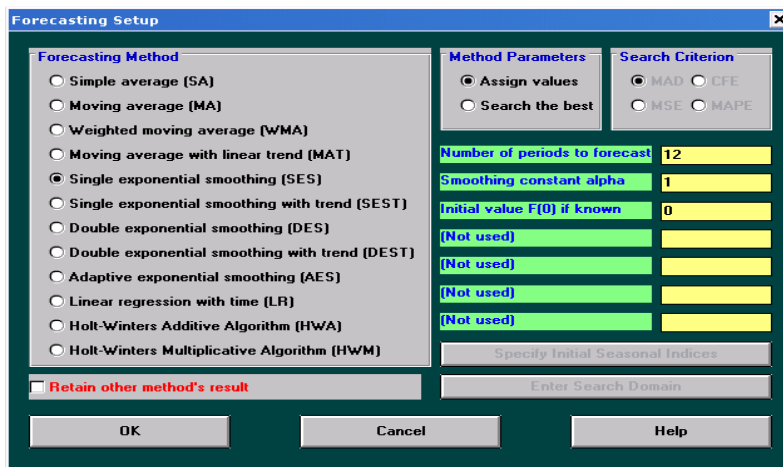 Forecasting Setup
Forecasting Method
Simple average (SA)
Moving average (MA)
Weighted moving average (WMA)
Moving average with linear trend (MAT)
Single exponential smoothing (SES)
Single exponential smoothing with trend (SEST)
Double exponential smoothing (DES)
Double exponential smoothing with trend (DEST)
Adaptive exponential smoothing (AES)
Linear regression with time (LR)
Holt-Winters Additive Algorithm (HWA)
Holt-Winters Multiplicative Algorithm (HWM)
Retain other method's result
Method Parameters
Assign values
Search the best
Search Criterion
MAD CFE
MSE MAPE
Number of periods to forecast 12
Smoothing constant alpha 1
Initial value F(0) if known 0
(Not used)
(Not used)
(Not used)
(Not used)
Specify Initial Seasonal Indices
Enter Search Domain
OK Cancel Help